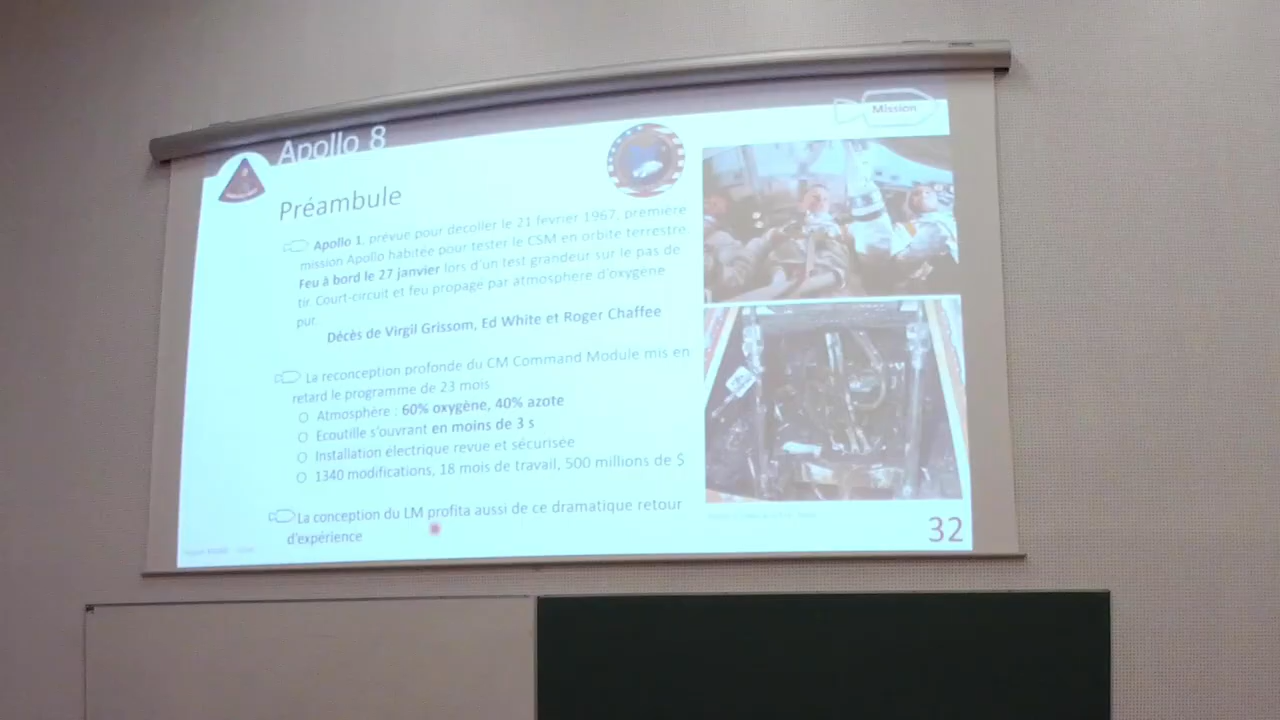 Apollo 8
Mission
Préambule
Apollo 1, prévue pour décoller le 21 février 1967, première
mission Apollo habitée pour tester le CSM en orbite terrestre.
Feu à bord le 27 janvier lors d'un test grandeur sur le pas de
tir. Court-circuit et feu propagé par atmosphère d'oxygène
pur.
Décès de Virgil Grissom, Ed White et Roger Chaffee
La reconception profonde du CM Command Module mis en
retard le programme de 23 mois
O Atmosphère : 60% oxygène, 40% azote
O Ecoutille s'ouvrant en moins de 3 s
O Installation électrique revue et sécurisée
O 1340 modifications, 18 mois de travail, 500 millions de $
La conception du LM profita aussi de ce dramatique retour
d'expérience
32